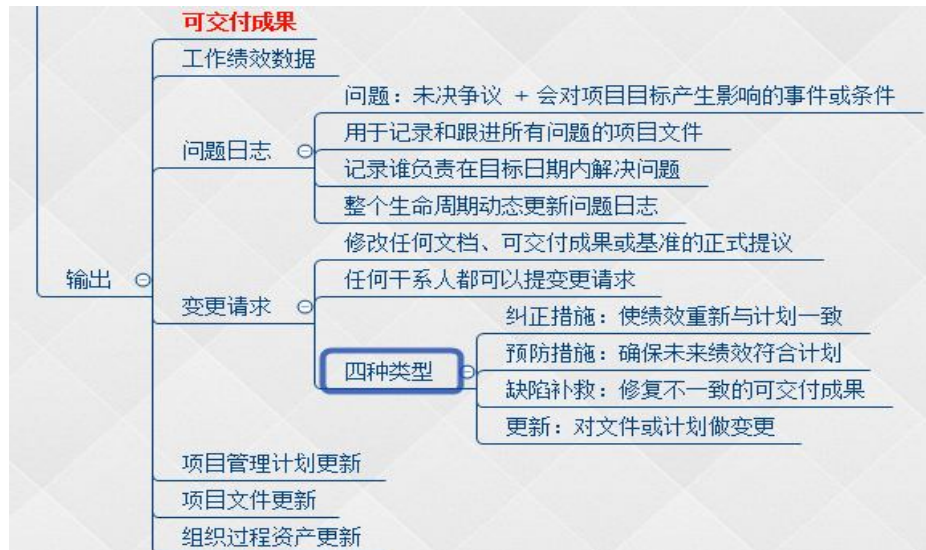 可交付成果
工作绩效数据
问题：未决争议 + 会对项目目标产生影响的事件或条件
用于记录和跟进所有问题的项目文件
问题日志
记录谁负责在目标日期内解决问题
整个生命周期动态更新问题日志
修改任何文档、可交付成果或基准的正式提议
输出
任何干系人都可以提变更请求
变更请求
纠正措施：使绩效重新与计划一致
预防措施：确保未来绩效符合计划
四种类型
缺陷补救：修复不一致的可交付成果
更新：对文件或计划做变更
项目管理计划更新
项目文件更新
组织过程资产更新